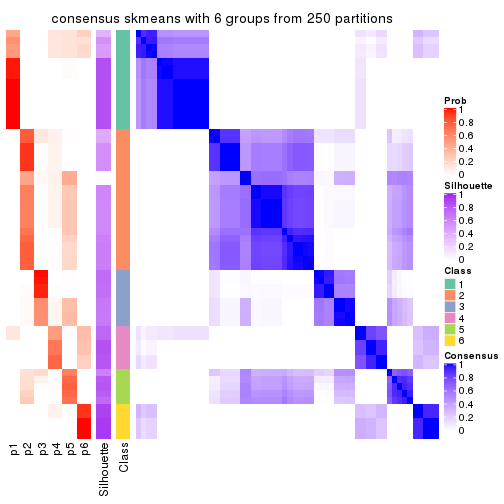 consensus skmeans with 6 groups from 250 partitions
Prob
1
0.8
0.6
0.4
0.2
0
Silhouette
1
0.8
0.6
0.4
0.2
0
Class
1
2
3
4
5
6
Consensus
1
0.8
0.6
0.4
0.2
0
p1
p2
p3
p4
p5
p6
Silhouette
Class